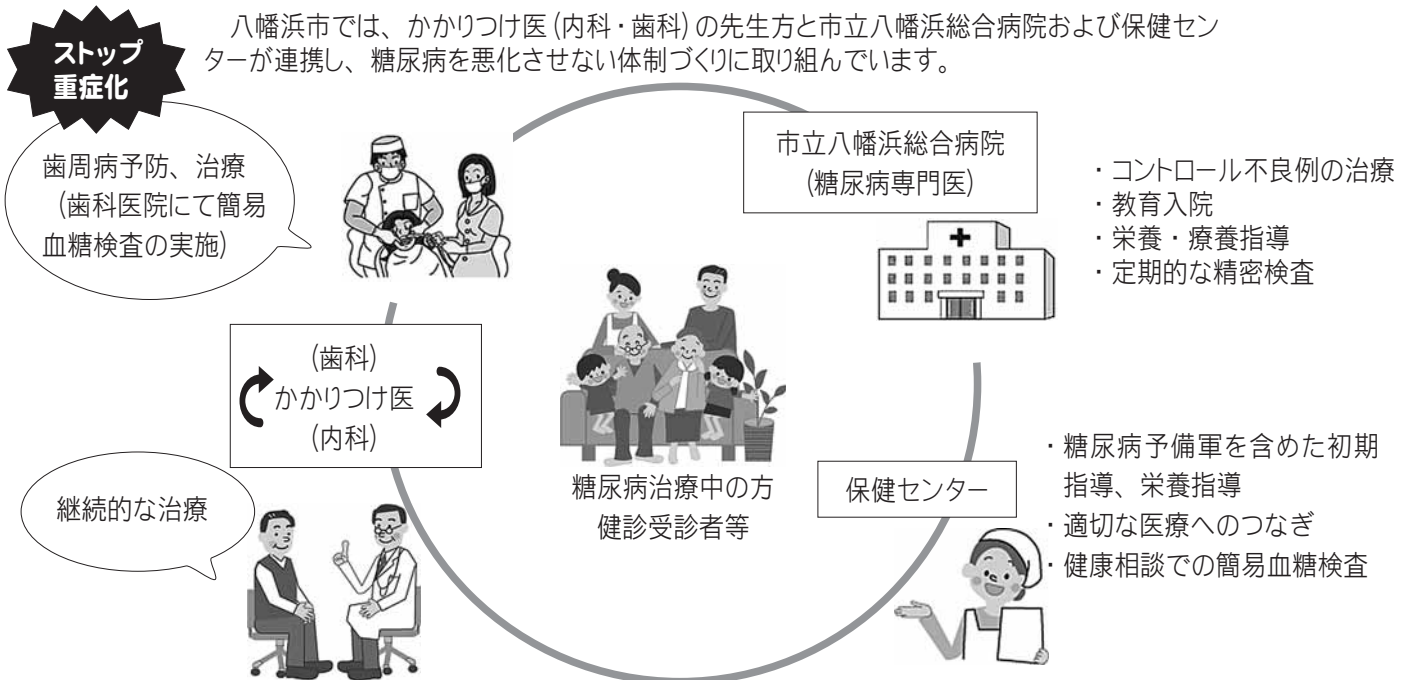 ストップ
重症化
八幡浜市では、かかりつけ医(内科・歯科)の先生方と市立八幡浜総合病院および保健セン
ターが連携し、糖尿病を悪化させない体制づくりに取り組んでいます。
歯周病予防、治療
(歯科医院にて簡易
血糖検査の実施)
市立八幡浜総合病院
(糖尿病専門医)
・コントロール不良例の治療
・教育入院
・栄養・療養指導
・定期的な精密検査
(歯科)
かかりつけ医
(内科)
継続的な治療
糖尿病治療中の方
健診受診者等
保健センター
・糖尿病予備軍を含めた初期
指導、栄養指導
・適切な医療へのつなぎ
・健康相談での簡易血糖検査